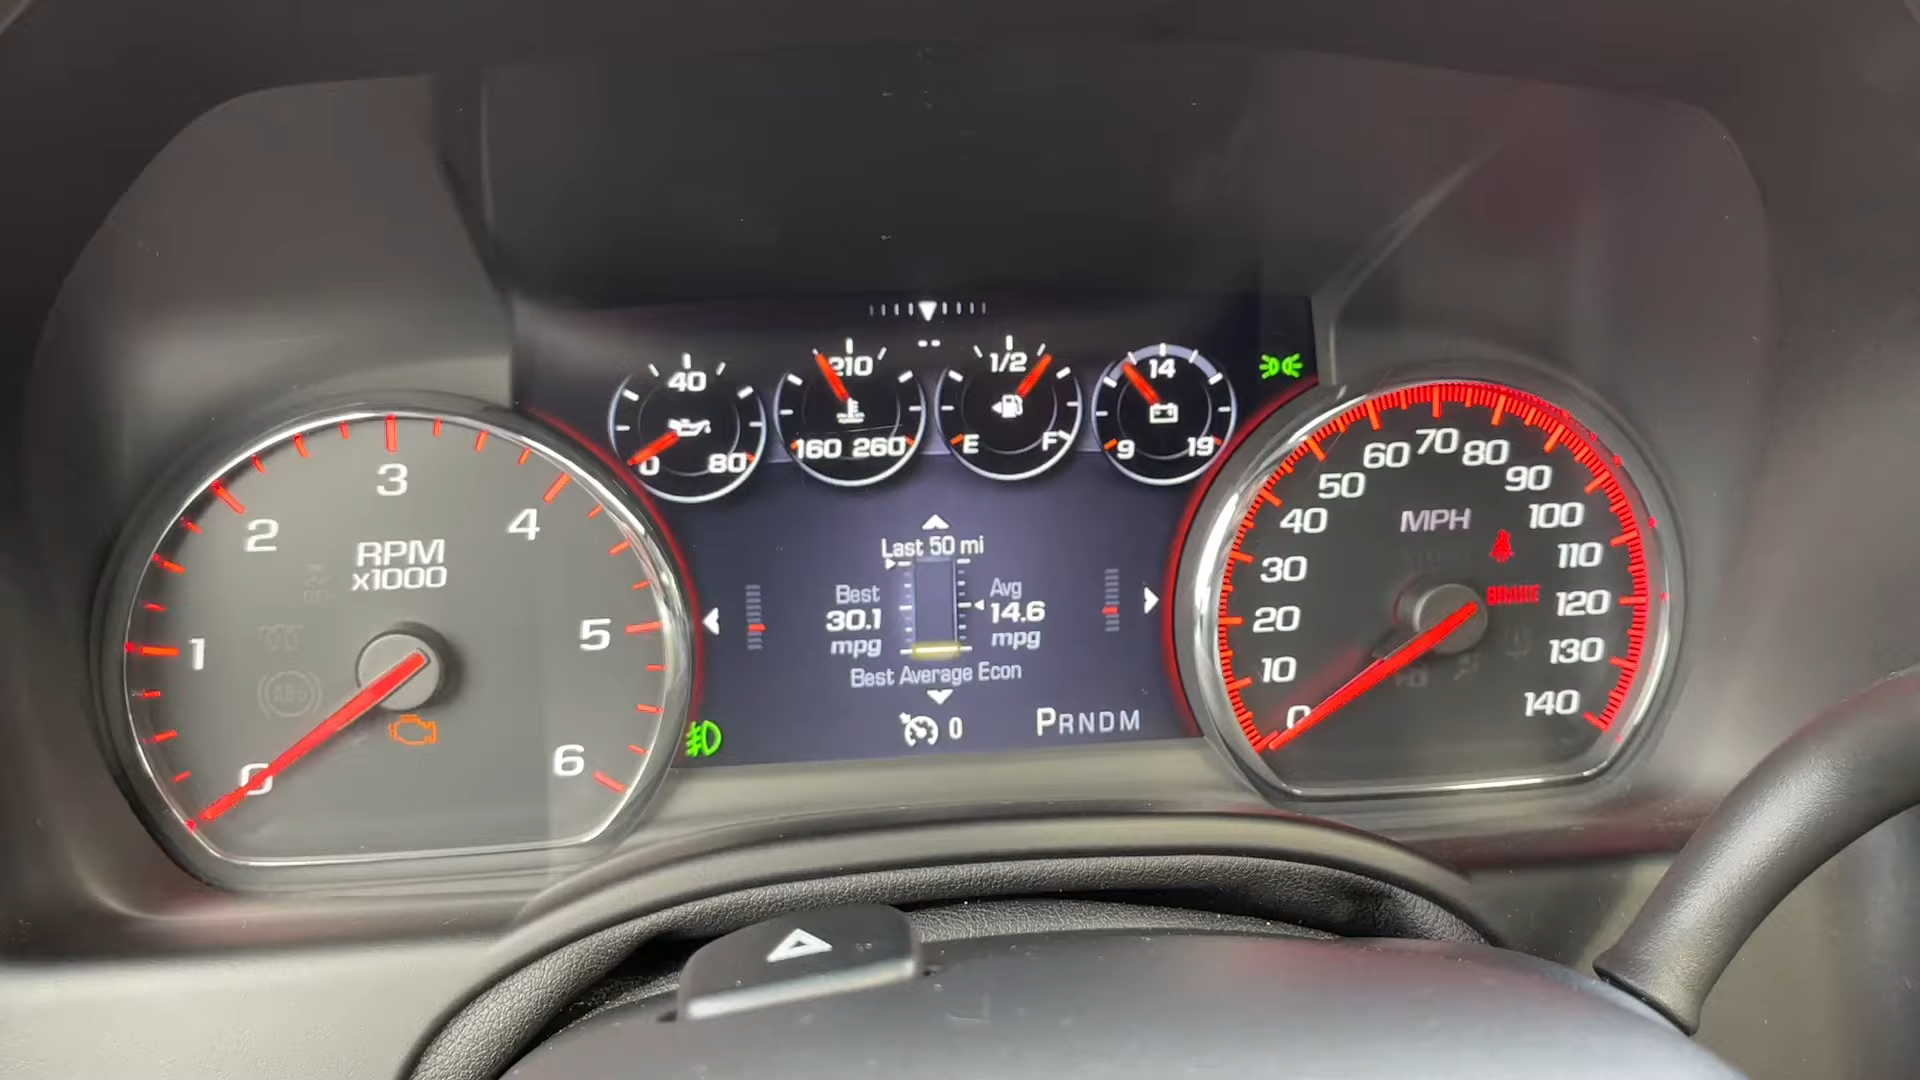 40
0 80
210
160 260
1/2
E F
14
9 19
0 1 2 3 4 5 6
RPM
x1000
ABS
Last 50 mi
Best
30.1
mpg
Avg
14.6
mpg
Best Average Econ
0
PRNDM
0 10 20 30 40 50 60 70 80 90 100 110 120 130 140
MPH
BRAKE